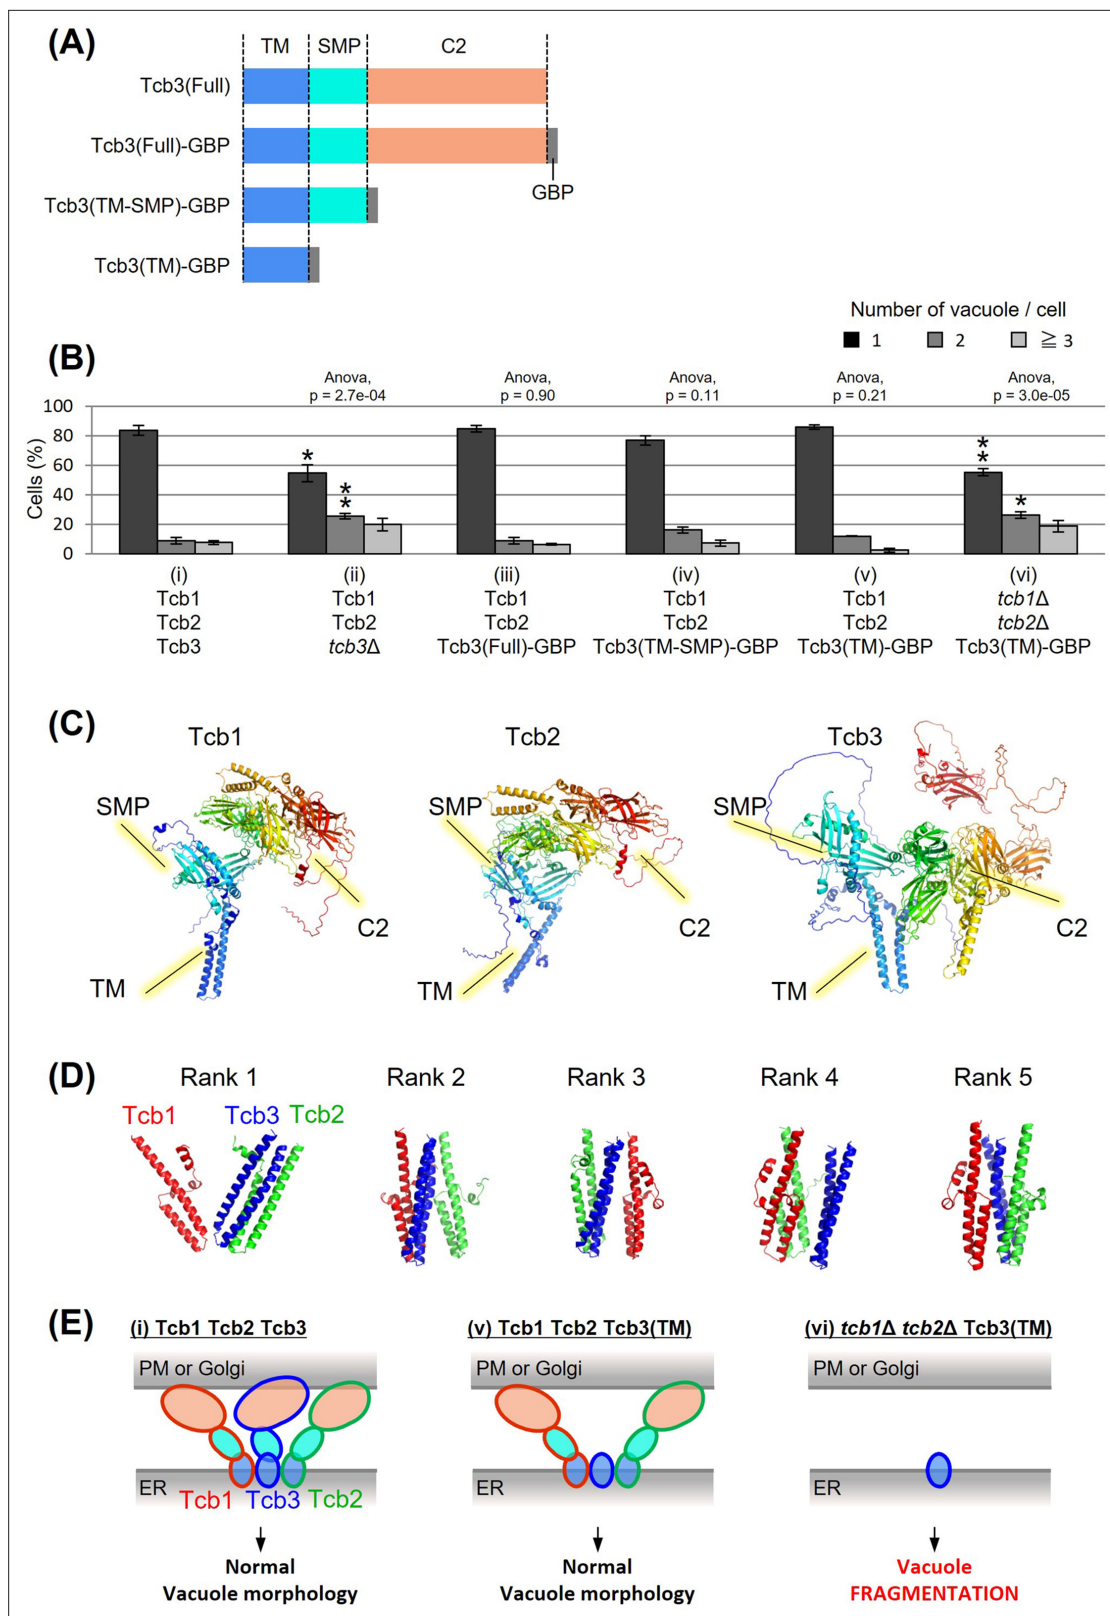 (A)
TM SMP C2
Tcb3(Full)
Tcb3(Full)-GBP
GBP
Tcb3(TM-SMP)-GBP
Tcb3(TM)-GBP
Number of vacuole / cell
1 2 ≧ 3
(B)
Anova, Anova, Anova, Anova, Anova,
p = 2.7e-04 p = 0.90 p = 0.11 p = 0.21 p = 3.0e-05
Cells (%)
100
80
60
40
20
0
* * * * * *
(i) (ii) (iii) (iv) (v) (vi)
Tcb1 Tcb1 Tcb1 Tcb1 Tcb1 tcb1Δ
Tcb2 Tcb2 Tcb2 Tcb2 Tcb2 tcb2Δ
Tcb3 tcb3Δ Tcb3(Full)-GBP Tcb3(TM-SMP)-GBP Tcb3(TM)-GBP Tcb3(TM)-GBP
(C)
Tcb1 Tcb2 Tcb3
SMP SMP SMP
C2 C2 C2
TM TM TM
(D)
Rank 1 Rank 2 Rank 3 Rank 4 Rank 5
Tcb1 Tcb3 Tcb2
(E)
(i) Tcb1 Tcb2 Tcb3 (v) Tcb1 Tcb2 Tcb3(TM) (vi) tcb1Δ tcb2Δ Tcb3(TM)
PM or Golgi PM or Golgi PM or Golgi
ER ER ER
Tcb1 Tcb3 Tcb2
Normal Normal Vacuole
Vacuole morphology Vacuole morphology FRAGMENTATION